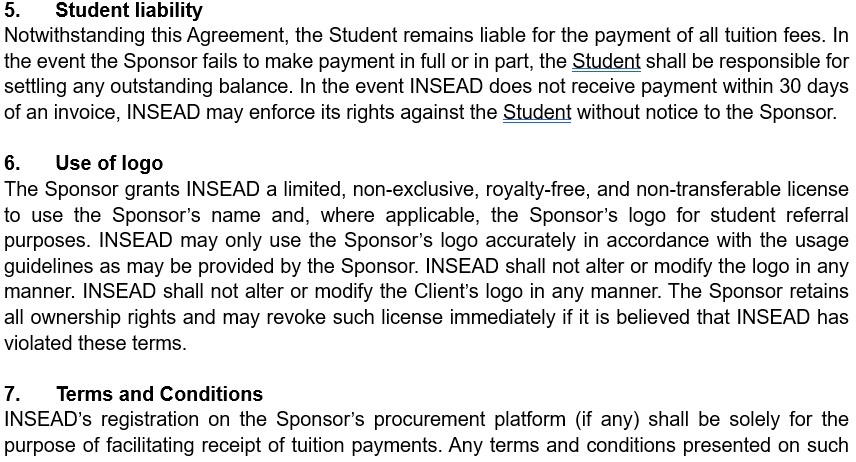 5. Student liability
Notwithstanding this Agreement, the Student remains liable for the payment of all tuition fees. In
the event the Sponsor fails to make payment in full or in part, the Student shall be responsible for
settling any outstanding balance. In the event INSEAD does not receive payment within 30 days
of an invoice, INSEAD may enforce its rights against the Student without notice to the Sponsor.
6. Use of logo
The Sponsor grants INSEAD a limited, non-exclusive, royalty-free, and non-transferable license
to use the Sponsor’s name and, where applicable, the Sponsor’s logo for student referral
purposes. INSEAD may only use the Sponsor’s logo accurately in accordance with the usage
guidelines as may be provided by the Sponsor. INSEAD shall not alter or modify the logo in any
manner. INSEAD shall not alter or modify the Client’s logo in any manner. The Sponsor retains
all ownership rights and may revoke such license immediately if it is believed that INSEAD has
violated these terms.
7. Terms and Conditions
INSEAD’s registration on the Sponsor’s procurement platform (if any) shall be solely for the
purpose of facilitating receipt of tuition payments. Any terms and conditions presented on such